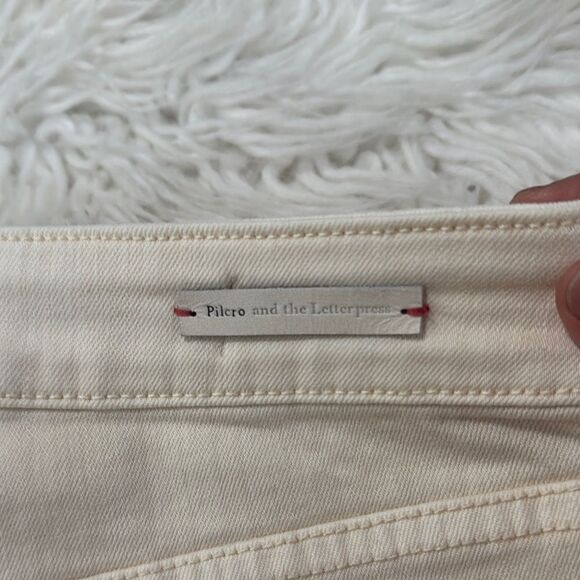 Pilcro and the Letterpress